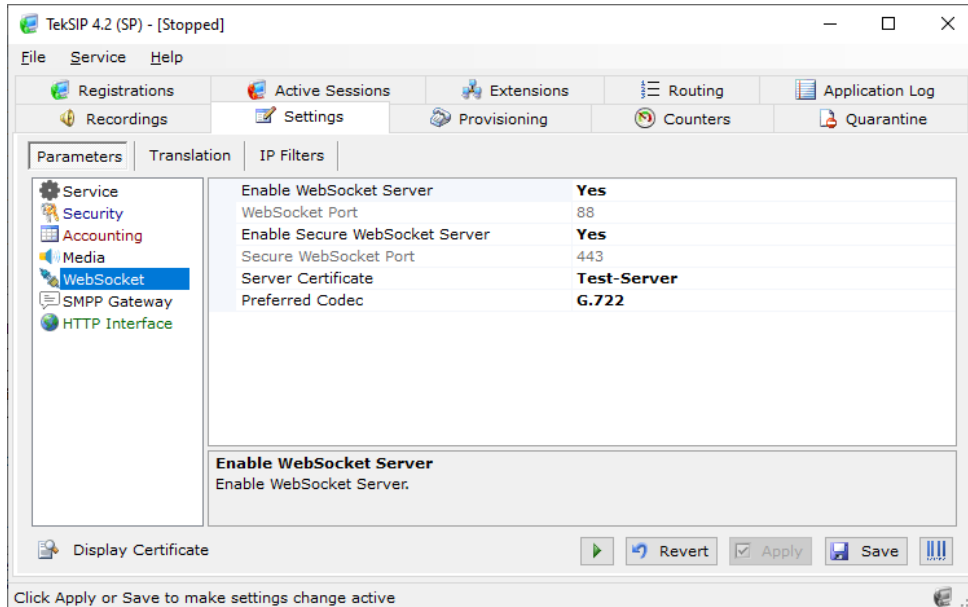 TekSIP 4.2 (SP) - [Stopped]
File Service Help
Registrations Active Sessions Extensions Routing Application Log
Recordings Settings Provisioning Counters Quarantine
Parameters Translation IP Filters
Service
Security
Accounting
Media
WebSocket
SMPP Gateway
HTTP Interface
Enable WebSocket Server Yes
WebSocket Port 88
Enable Secure WebSocket Server Yes
Secure WebSocket Port 443
Server Certificate Test-Server
Preferred Codec G.722
Enable WebSocket Server
Enable WebSocket Server.
Display Certificate Revert Apply Save
Click Apply or Save to make settings change active